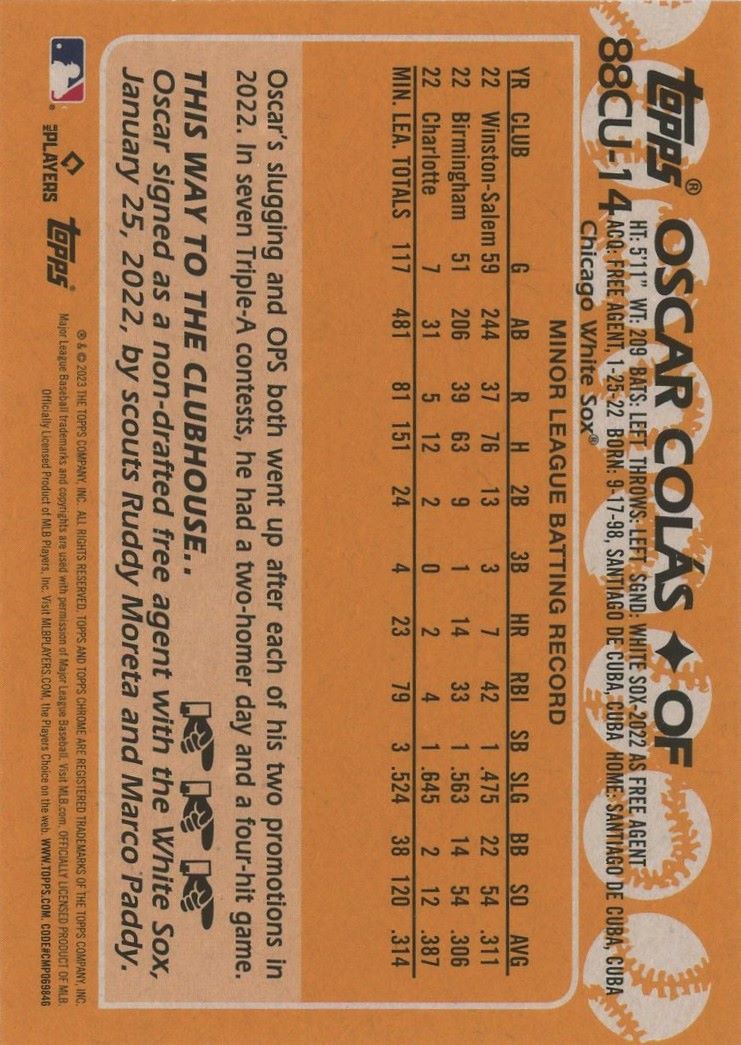 topps® OSCAR COLÁS ✦ OF
88CU-14
HT: 5'11" WT: 209 BATS: LEFT THROWS: LEFT SGND: WHITE SOX-2022 AS FREE AGENT
ACQ: FREE AGENT, 1-25-22 BORN: 9-17-98, SANTIAGO DE CUBA, CUBA HOME: SANTIAGO DE CUBA, CUBA
Chicago White Sox®
MINOR LEAGUE BATTING RECORD
YR CLUB G AB R H 2B 3B HR RBI SB SLG BB SO AVG
22 Winston-Salem 59 244 37 76 13 3 7 42 1 .475 22 54 .311
22 Birmingham 51 206 39 63 9 1 14 33 1 .563 14 54 .306
22 Charlotte 7 31 5 12 2 0 2 4 1 .645 2 12 .387
MIN. LEA. TOTALS 117 481 81 151 24 4 23 79 3 .524 38 120 .314
Oscar's slugging and OPS both went up after each of his two promotions in
2022. In seven Triple-A contests, he had a two-homer day and a four-hit game.
THIS WAY TO THE CLUBHOUSE..
Oscar signed as a non-drafted free agent with the White Sox,
January 25, 2022, by scouts Ruddy Moreta and Marco Paddy.
MLB PLAYERS topps®
® & © 2023 THE TOPPS COMPANY, INC. ALL RIGHTS RESERVED. TOPPS AND TOPPS CHROME ARE REGISTERED TRADEMARKS OF THE TOPPS COMPANY, INC.
Major League Baseball trademarks and copyrights are used with permission of Major League Baseball. Visit MLB.com. OFFICIALLY LICENSED PRODUCT OF MLB
Officially Licensed Product of MLB Players, Inc. Visit MLBPLAYERS.COM, the Players Choice on the web. WWW.TOPPS.COM. CODE#CMP069846